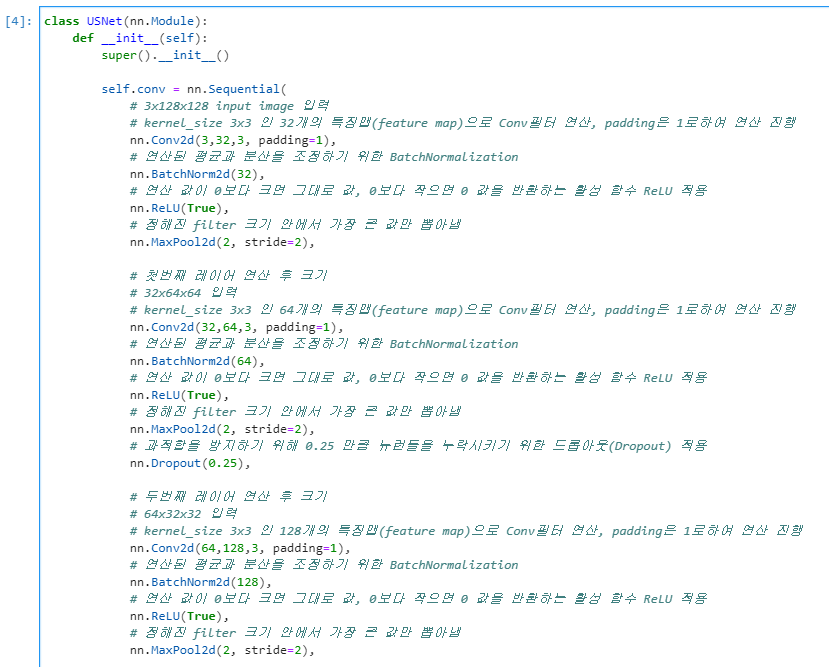 [4]: class USNet(nn.Module):
def __init__(self):
super().__init__()
self.conv = nn.Sequential(
# 3x128x128 input image 입력
# kernel_size 3x3 인 32개의 특징맵(feature map)으로 Conv필터 연산, padding은 1로하여 연산 진행
nn.Conv2d(3,32,3, padding=1),
# 연산된 평균과 분산을 조정하기 위한 BatchNormalization
nn.BatchNorm2d(32),
# 연산 값이 0보다 크면 그대로 값, 0보다 작으면 0 값을 반환하는 활성 함수 ReLU 적용
nn.ReLU(True),
# 정해진 filter 크기 안에서 가장 큰 값만 뽑아냄
nn.MaxPool2d(2, stride=2),
# 첫번째 레이어 연산 후 크기
# 32x64x64 입력
# kernel_size 3x3 인 64개의 특징맵(feature map)으로 Conv필터 연산, padding은 1로하여 연산 진행
nn.Conv2d(32,64,3, padding=1),
# 연산된 평균과 분산을 조정하기 위한 BatchNormalization
nn.BatchNorm2d(64),
# 연산 값이 0보다 크면 그대로 값, 0보다 작으면 0 값을 반환하는 활성 함수 ReLU 적용
nn.ReLU(True),
# 정해진 filter 크기 안에서 가장 큰 값만 뽑아냄
nn.MaxPool2d(2, stride=2),
# 과적합을 방지하기 위해 0.25 만큼 뉴런들을 누락시키기 위한 드롭아웃(Dropout) 적용
nn.Dropout(0.25),
# 두번째 레이어 연산 후 크기
# 64x32x32 입력
# kernel_size 3x3 인 128개의 특징맵(feature map)으로 Conv필터 연산, padding은 1로하여 연산 진행
nn.Conv2d(64,128,3, padding=1),
# 연산된 평균과 분산을 조정하기 위한 BatchNormalization
nn.BatchNorm2d(128),
# 연산 값이 0보다 크면 그대로 값, 0보다 작으면 0 값을 반환하는 활성 함수 ReLU 적용
nn.ReLU(True),
# 정해진 filter 크기 안에서 가장 큰 값만 뽑아냄
nn.MaxPool2d(2, stride=2),